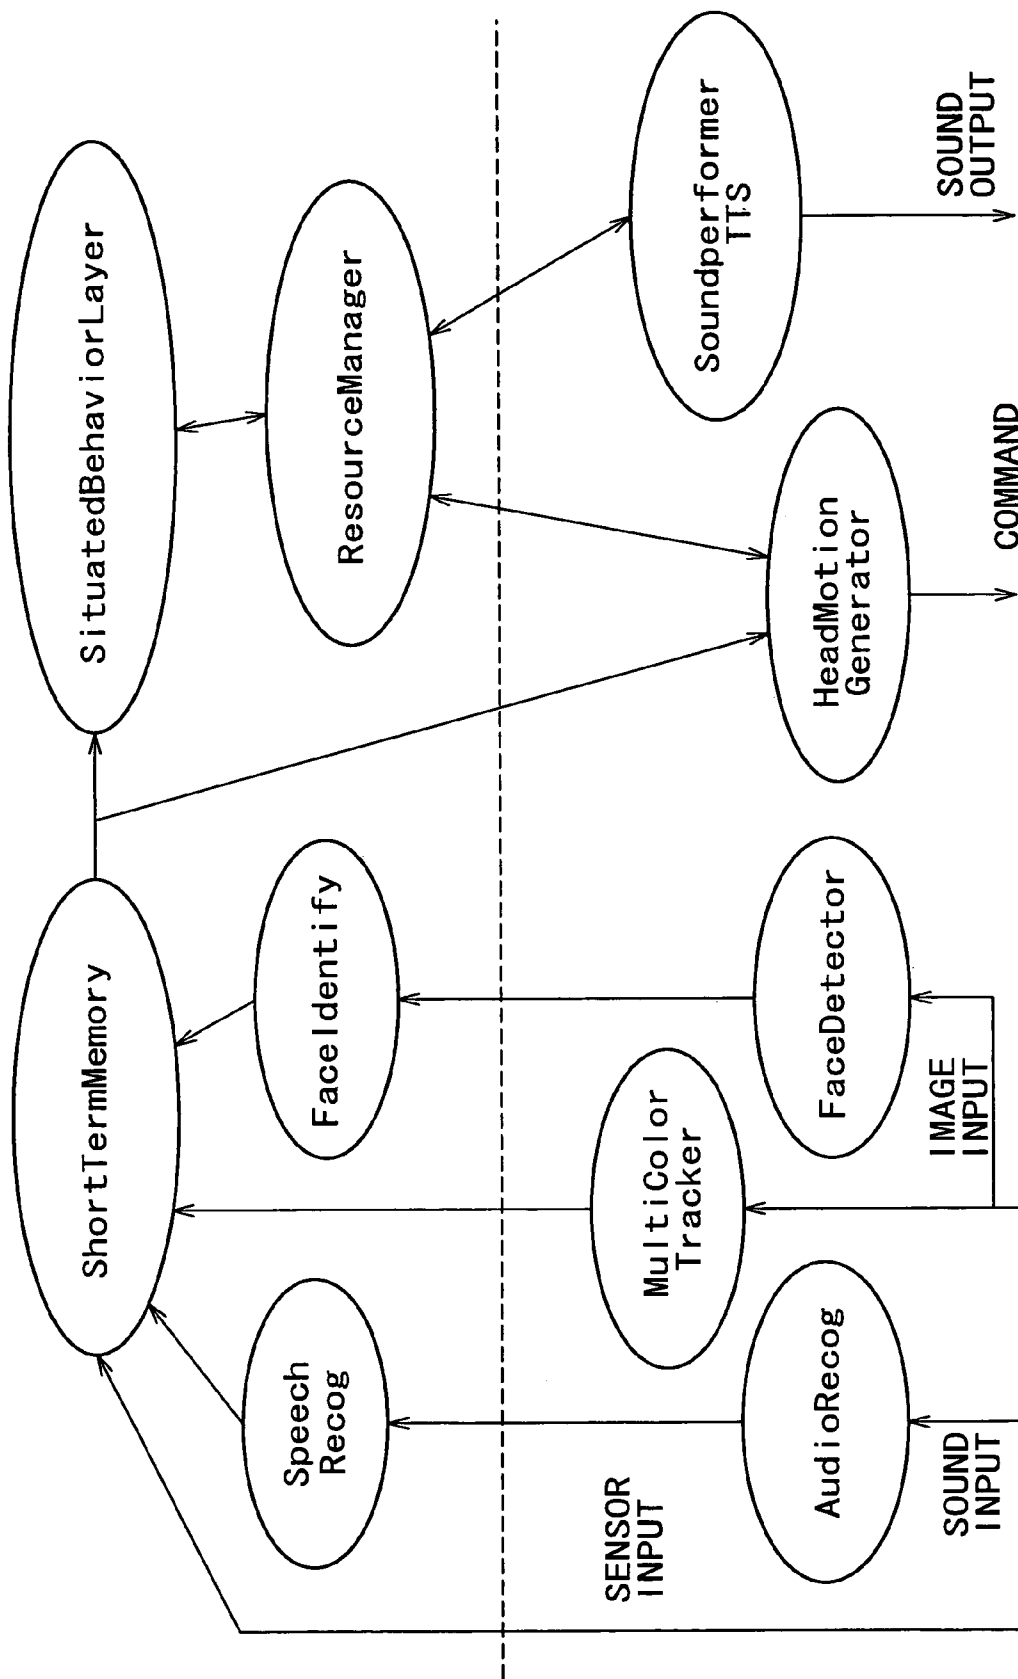 ShortTermMemory
SituatedBehaviorLayer
Speech
Recog
FaceIdentify
ResourceManager
SENSOR
INPUT
MultiColor
Tracker
Soundperformer
TTS
AudioRecog
FaceDetector
HeadMotion
Generator
SOUND
INPUT
IMAGE
INPUT
COMMAND
SOUND
OUTPUT